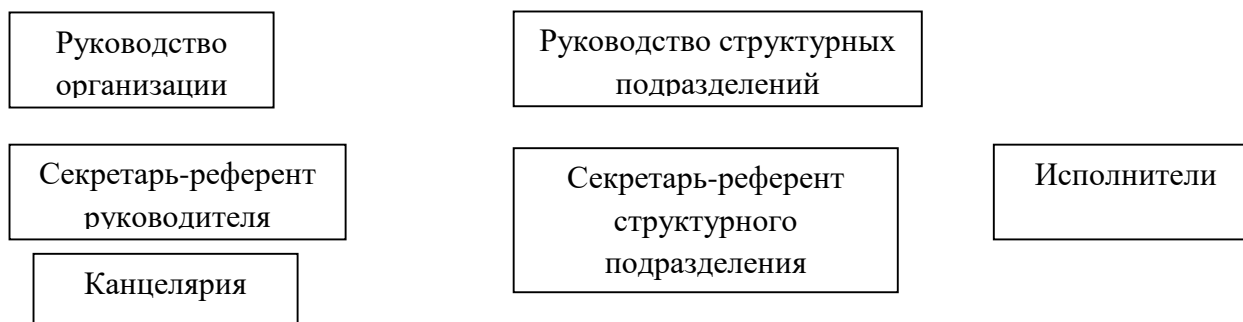 Руководство
организации
Руководство структурных
подразделений
Секретарь-референт
руководителя
Секретарь-референт
структурного
подразделения
Исполнители
Канцелярия